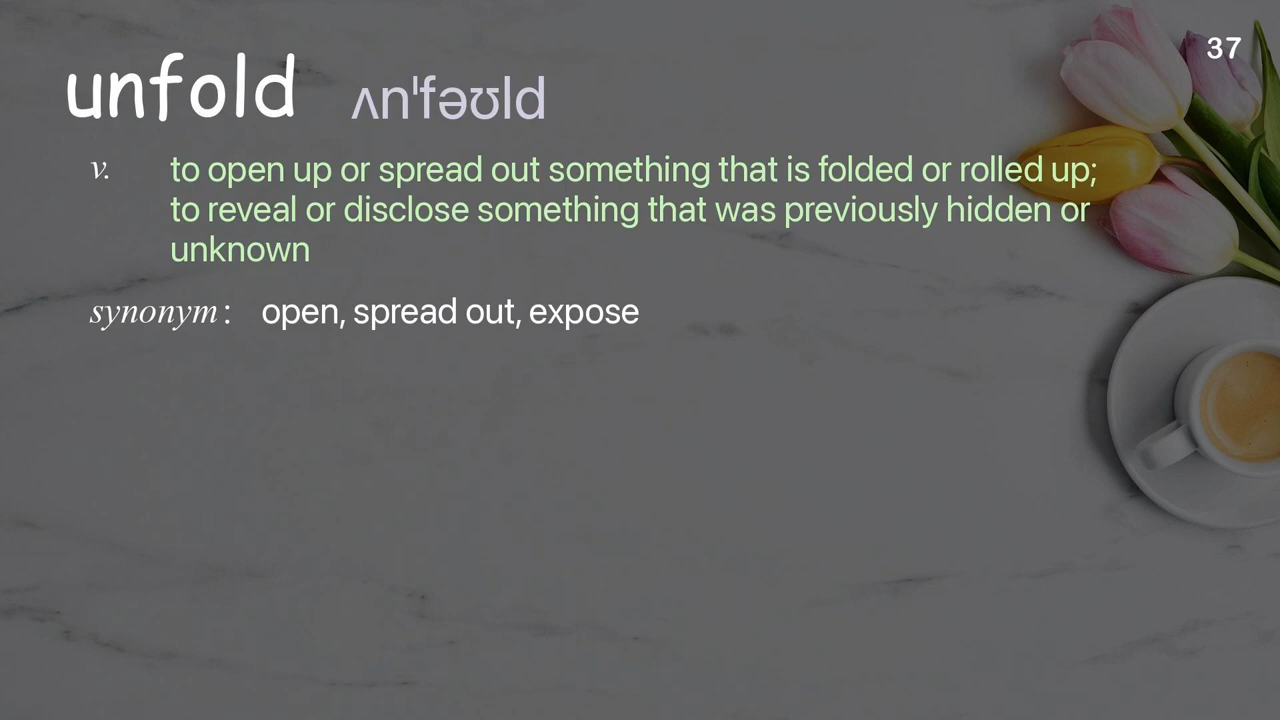 37
unfold ʌnˈfəʊld
v. to open up or spread out something that is folded or rolled up;
to reveal or disclose something that was previously hidden or
unknown
synonym: open, spread out, expose